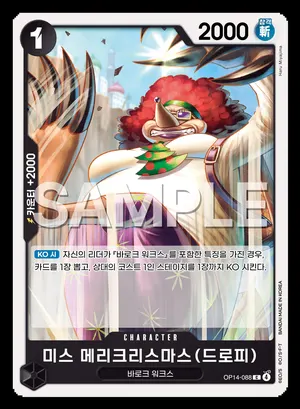 1
2000
참격
斬
카운터 +2000
SAMPLE
KO 시 자신의 리더가 『바로크 워크스』를 포함한 특징을 가진 경우,
카드를 1장 뽑고, 상대의 코스트 1인 스테이지를 1장까지 KO 시킨다.
CHARACTER
미스 메리크리스마스(드로피)
바로크 워크스
OP14-088 C
BANDAI MADE IN KOREA